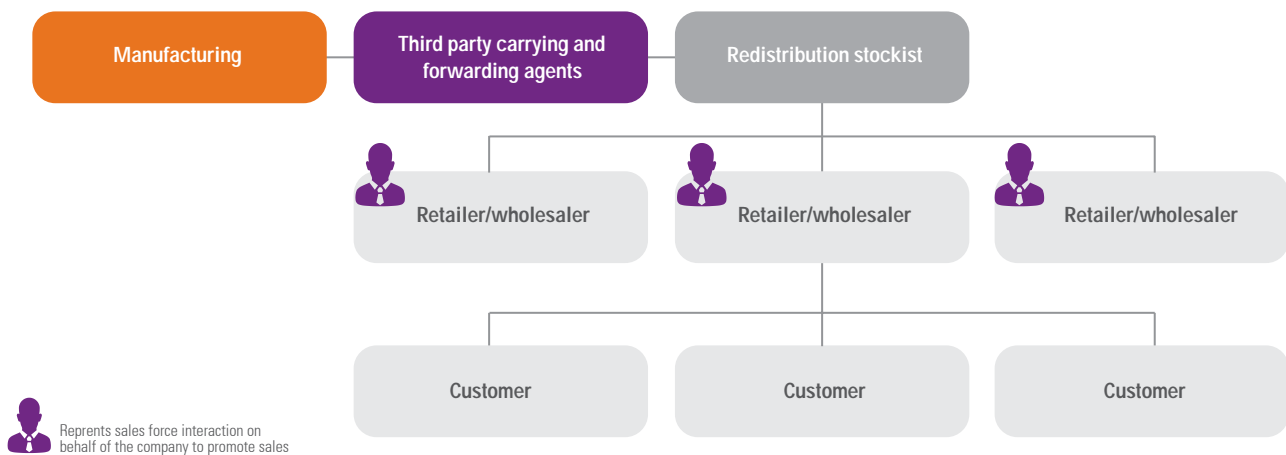 Manufacturing
Third party carrying and
forwarding agents
Redistribution stockist
Retailer/wholesaler
Retailer/wholesaler
Retailer/wholesaler
Customer
Customer
Customer
Reprents sales force interaction on
behalf of the company to promote sales